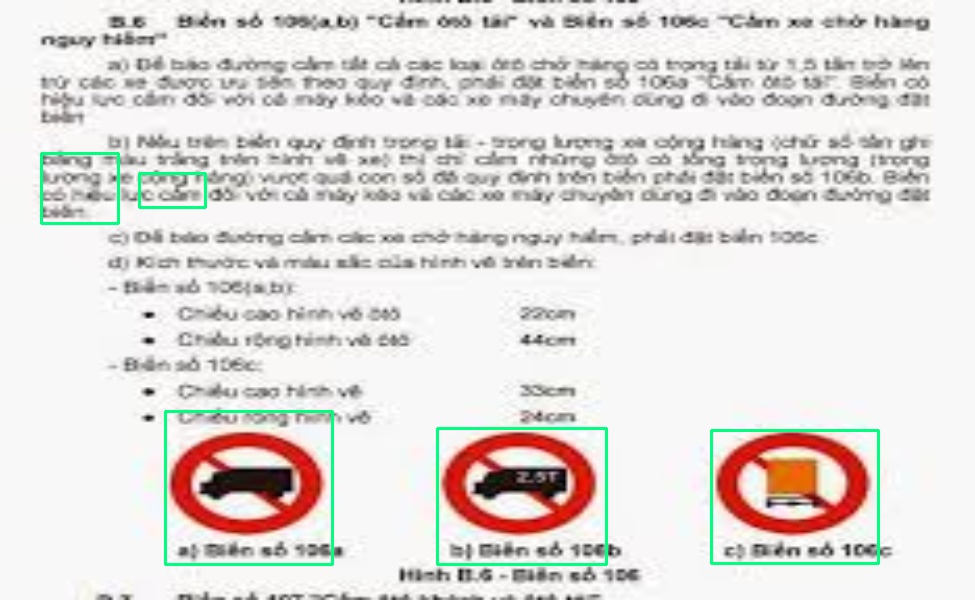 B.6 Biển số 106(a,b) "Cấm ôtô tải" và Biển số 106c "Cấm xe chở hàng
nguy hiểm"
a) Để báo đường cấm tất cả các loại ôtô chở hàng có trọng tải từ 1,5 tấn trở lên
trừ các xe được ưu tiên theo quy định, phải đặt biển số 106a "Cấm ôtô tải". Biển có
hiệu lực cấm đối với cả máy kéo và các xe máy chuyên dùng đi vào đoạn đường đặt
biển
b) Nếu trên biển quy định trọng tải - trọng lượng xe cộng hàng (chữ số tấn ghi
bằng màu trắng trên hình vẽ xe) thì chỉ cấm những ôtô có tổng trọng lượng (trọng
lượng xe cộng hàng) vượt quá con số đã quy định trên biển phải đặt biển số 106b. Biển
có hiệu lực cấm đối với cả máy kéo và các xe máy chuyên dùng đi vào đoạn đường đặt
biển.
c) Để báo đường cấm các xe chở hàng nguy hiểm, phải đặt biển 106c
d) Kích thước và màu sắc của hình vẽ trên biển:
- Biển số 106(a,b):
• Chiều cao hình vẽ ôtô 22cm
• Chiều rộng hình vẽ ôtô 44cm
- Biển số 106c:
• Chiều cao hình vẽ 33cm
• Chiều rộng hình vẽ 24cm
2,5T
a) Biển số 106a b) Biển số 106b c) Biển số 106c
Hình B.6 - Biển số 106